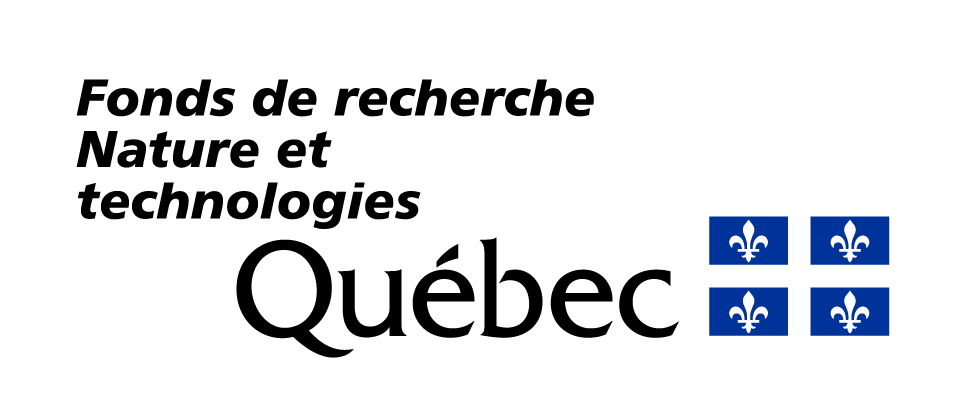 Fonds de recherche
Nature et
technologies
Québec